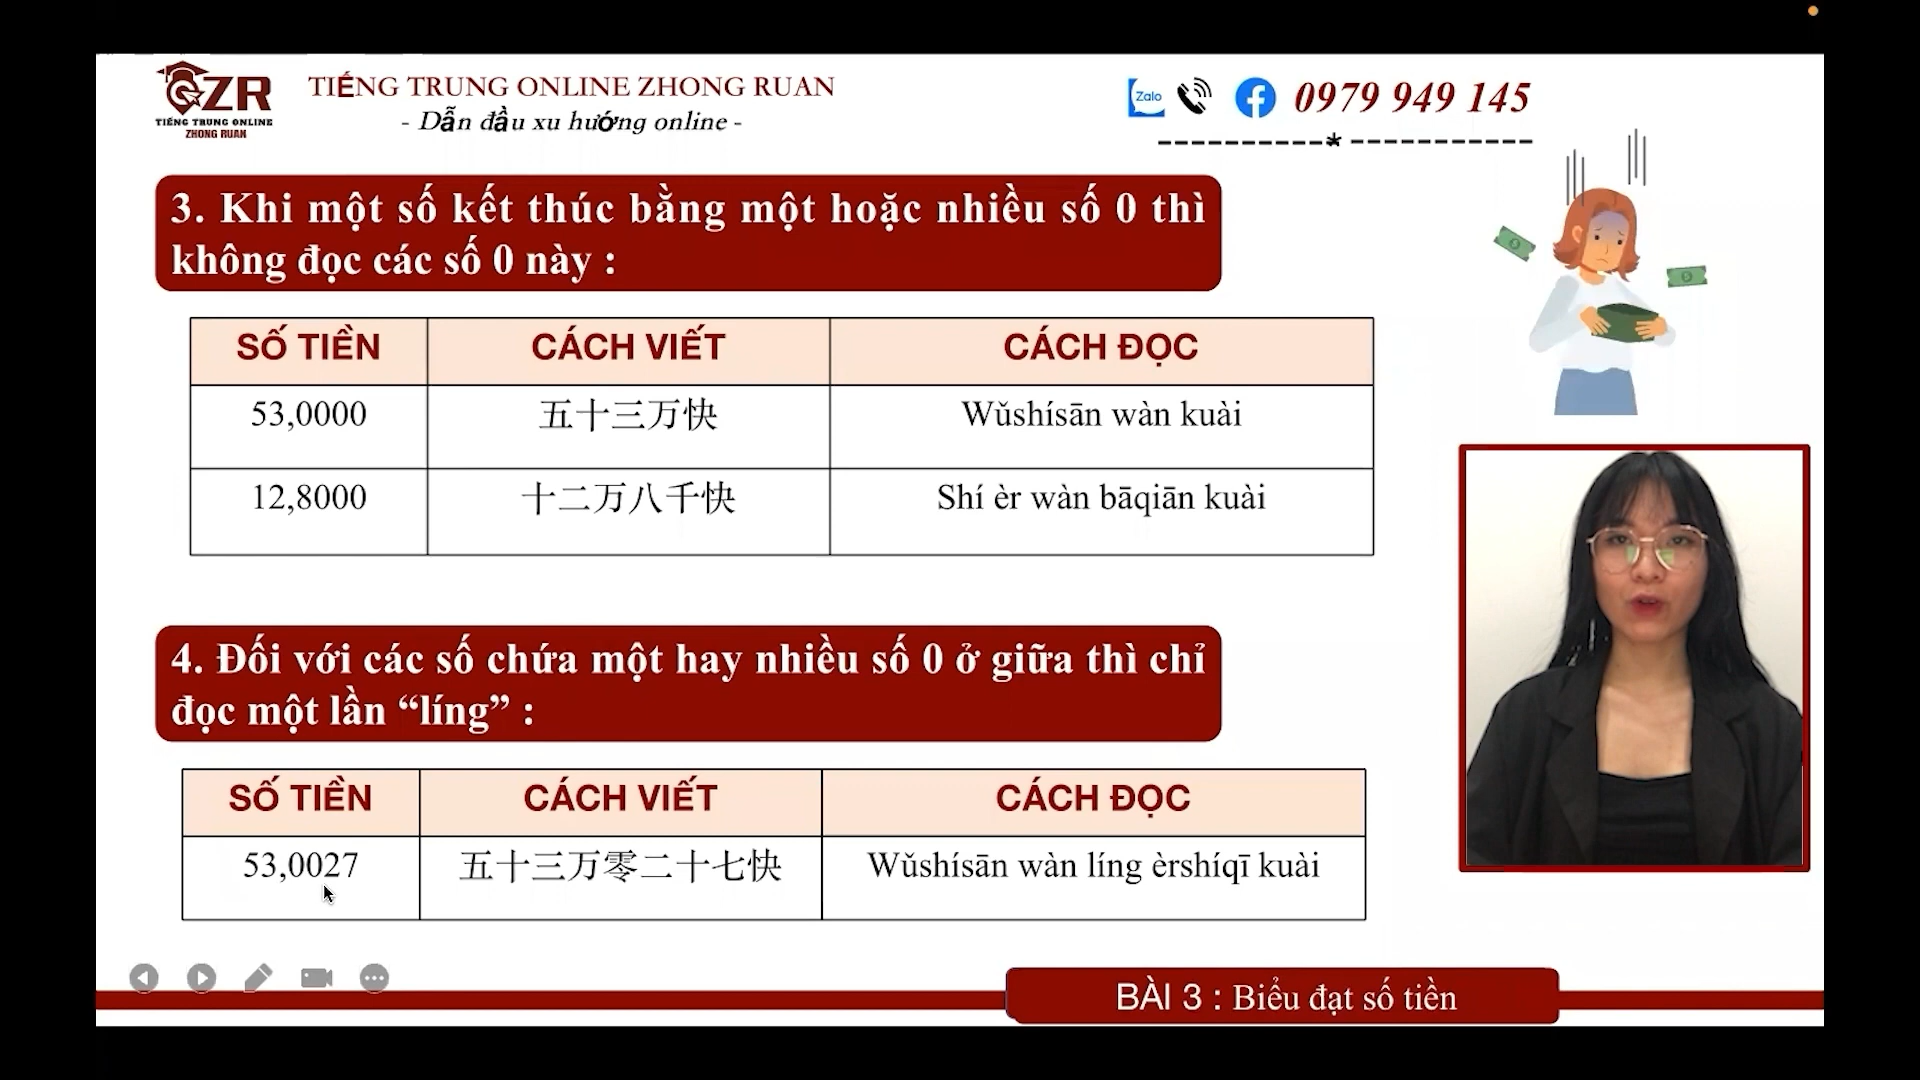 ZR
TIẾNG TRUNG ONLINE
ZHONG RUAN
TIẾNG TRUNG ONLINE ZHONG RUAN
- Dẫn đầu xu hướng online -
Zalo
0979 949 145
----------*-----------
3. Khi một số kết thúc bằng một hoặc nhiều số 0 thì
không đọc các số 0 này :
SỐ TIỀN CÁCH VIẾT CÁCH ĐỌC
53,0000 五十三万快 Wǔshísān wàn kuài
12,8000 十二万八千快 Shí èr wàn bāqiān kuài
4. Đối với các số chứa một hay nhiều số 0 ở giữa thì chỉ
đọc một lần “líng” :
SỐ TIỀN CÁCH VIẾT CÁCH ĐỌC
53,0027 五十三万零二十七快 Wǔshísān wàn líng èrshíqī kuài
BÀI 3 : Biểu đạt số tiền